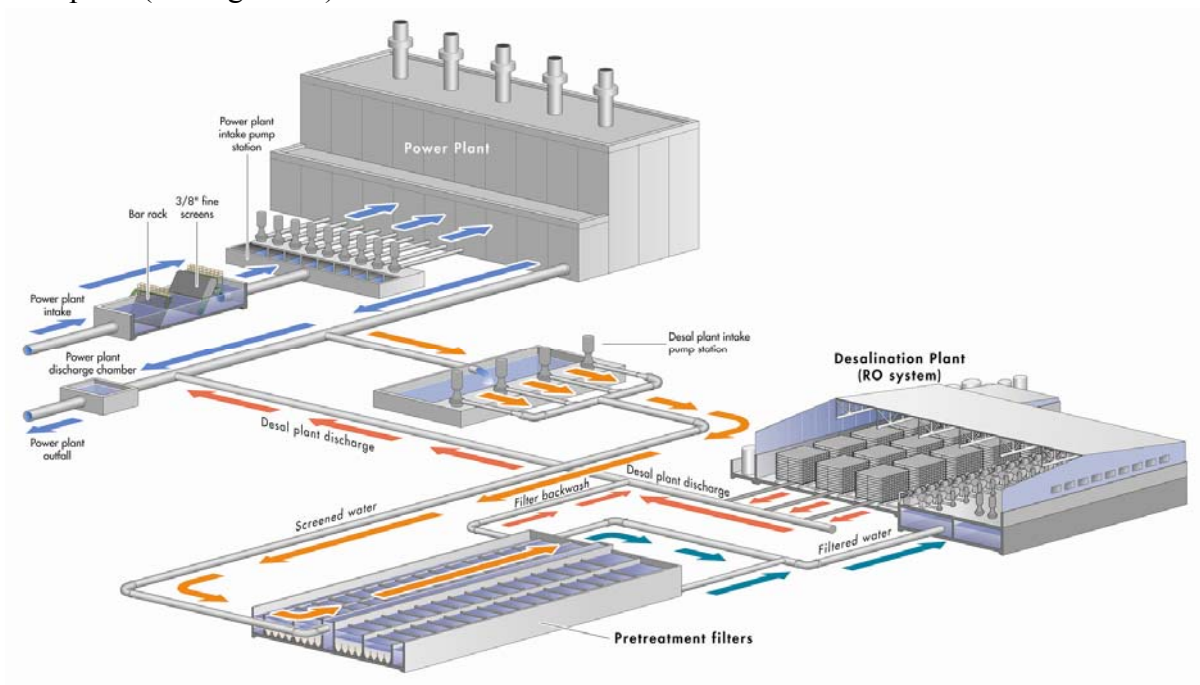 Power plant
intake pump
station
Power Plant
3/8" fine
screens
Bar rack
Power plant
intake
Power plant
discharge chamber
Desal plant intake
pump station
Desalination Plant
(RO system)
Power plant
outfall
Desal plant discharge
Desal plant discharge
Filter backwash
Screened water
Filtered water
Pretreatment filters